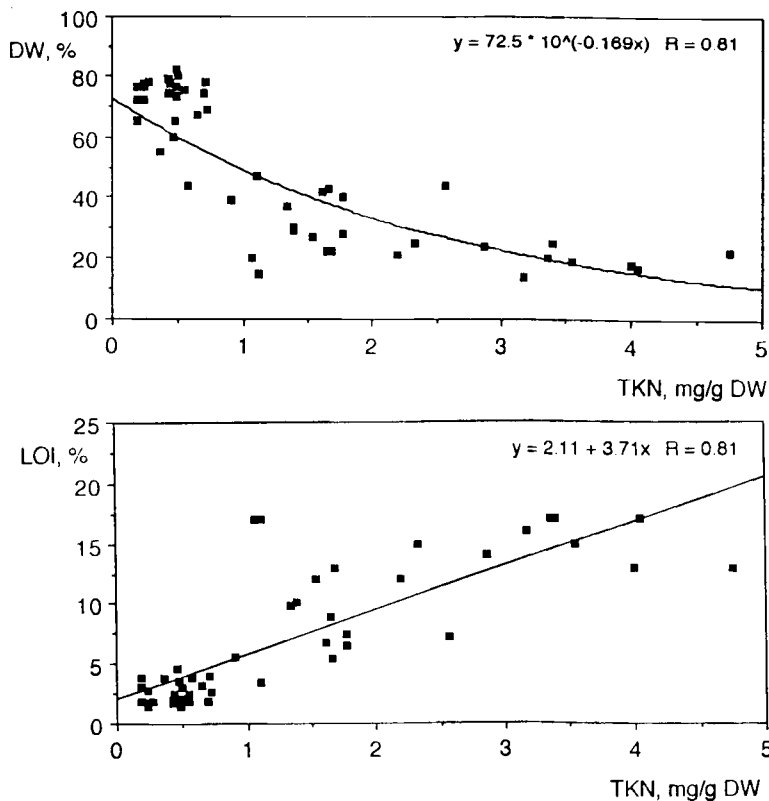 100
DW, %
y = 72.5 * 10^(-0.169x) R = 0.81
80
60
40
20
0
0 1 2 3 4 5
TKN, mg/g DW
25
LOI, %
y = 2.11 + 3.71x R = 0.81
20
15
10
5
0
0 1 2 3 4 5
TKN, mg/g DW